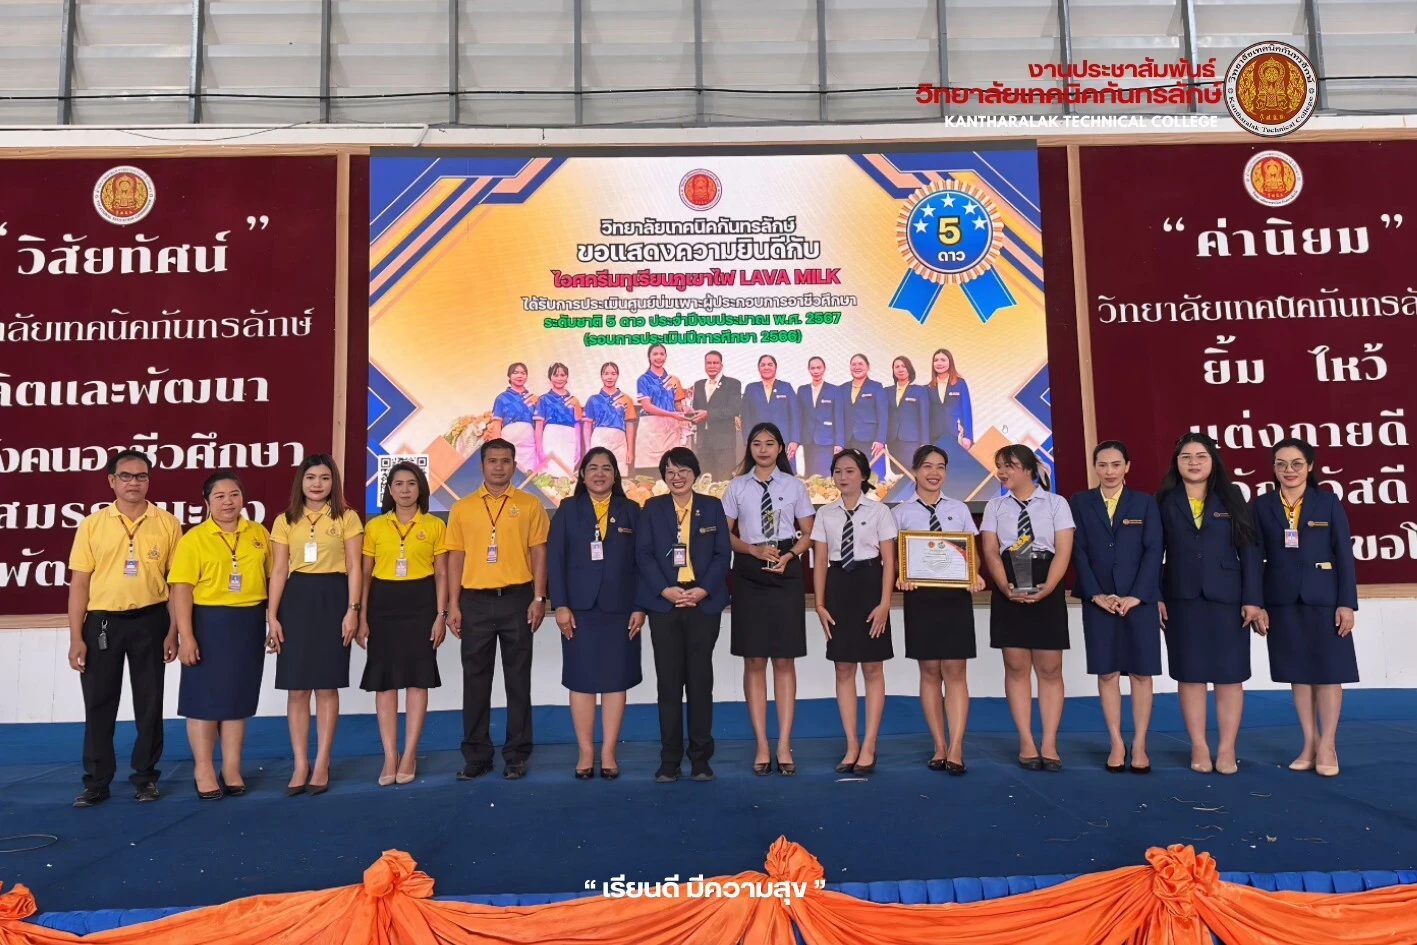 งานประชาสัมพันธ์
วิทยาลัยเทคนิคกันทรลักษ์
KANTHARALAK TECHNICAL COLLEGE
วิทยาลัยเทคนิคกันทรลักษ์
Kantharalak Technical College
“ วิสัยทัศน์ ”
กันทรลักษ์
และพัฒนา
อาชีวศึกษา
วิทยาลัยเทคนิคกันทรลักษ์
ขอแสดงความยินดีกับ
ไอศครีมทุเรียนภูเขาไฟ LAVA MILK
ได้รับการประเมินศูนย์บ่มเพาะผู้ประกอบการอาชีวศึกษา
ระดับชาติ 5 ดาว ประจำปีงบประมาณ พ.ศ. 2567
(รอบการประเมินปีการศึกษา 2566)
5
ดาว
“ ค่านิยม ”
วิทยาลัยเทคนิคกันทรลั
ยิ้ม ไหว้
แต่งกายดี
“ เรียนดี มีความสุข ”